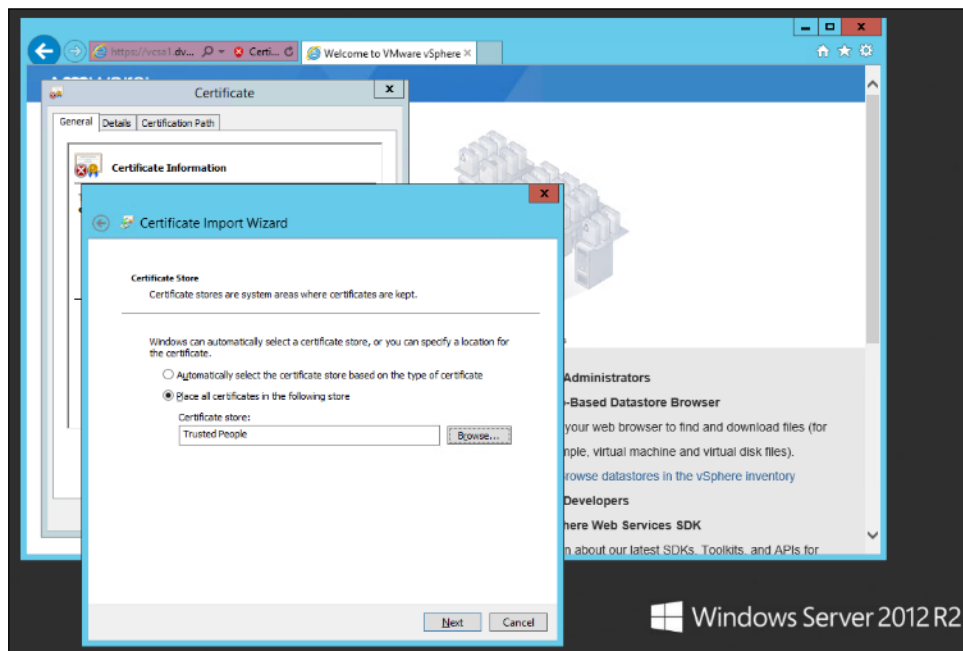 https://vcsa1.dv...
Certi...
Welcome to VMware vSphere
Certificate
General
Details
Certification Path
Certificate Information
Certificate Import Wizard
Certificate Store
Certificate stores are system areas where certificates are kept.
Windows can automatically select a certificate store, or you can specify a location for
the certificate.
Automatically select the certificate store based on the type of certificate
Place all certificates in the following store
Certificate store:
Trusted People
Browse...
Next
Cancel
Administrators
-Based Datastore Browser
your web browser to find and download files (for
mple, virtual machine and virtual disk files).
rowse datastores in the vSphere inventory
Developers
here Web Services SDK
n about our latest SDKs, Toolkits, and APIs for
Windows Server 2012 R2